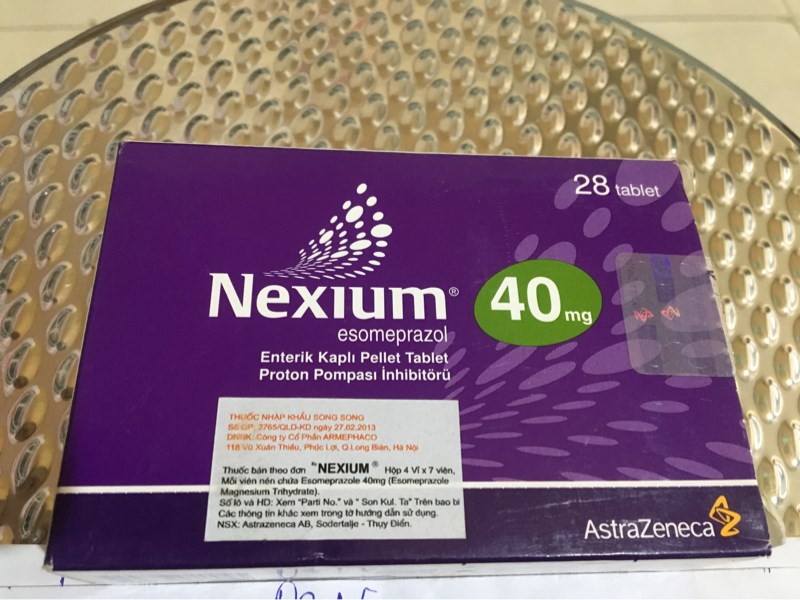 28 tablet
Nexium®
40 mg
esomeprazol
Enterik Kaplı Pellet Tablet
Proton Pompası İnhibitörü
THUỐC NHẬP KHẨU SONG SONG
Số GP: 2765/QLD-KD ngày 27.02.2013
DNNK: Công ty Cổ Phần ARMEPHACO
118 Vũ Xuân Thiều, Phúc Lợi, Q.Long Biên, Hà Nội
Thuốc bán theo đơn "NEXIUM® Hộp 4 Vỉ x 7 viên,
Mỗi viên nén chứa Esomeprazole 40mg (Esomeprazole
Magnesium Trihydrate).
Số lô và HD: Xem "Parti No." và " Son Kul. Ta" Trên bao bì
Các thông tin khác xem trong tờ hướng dẫn sử dụng.
NSX: Astrazeneca AB, Sodertalje - Thụy Điển.
AstraZeneca